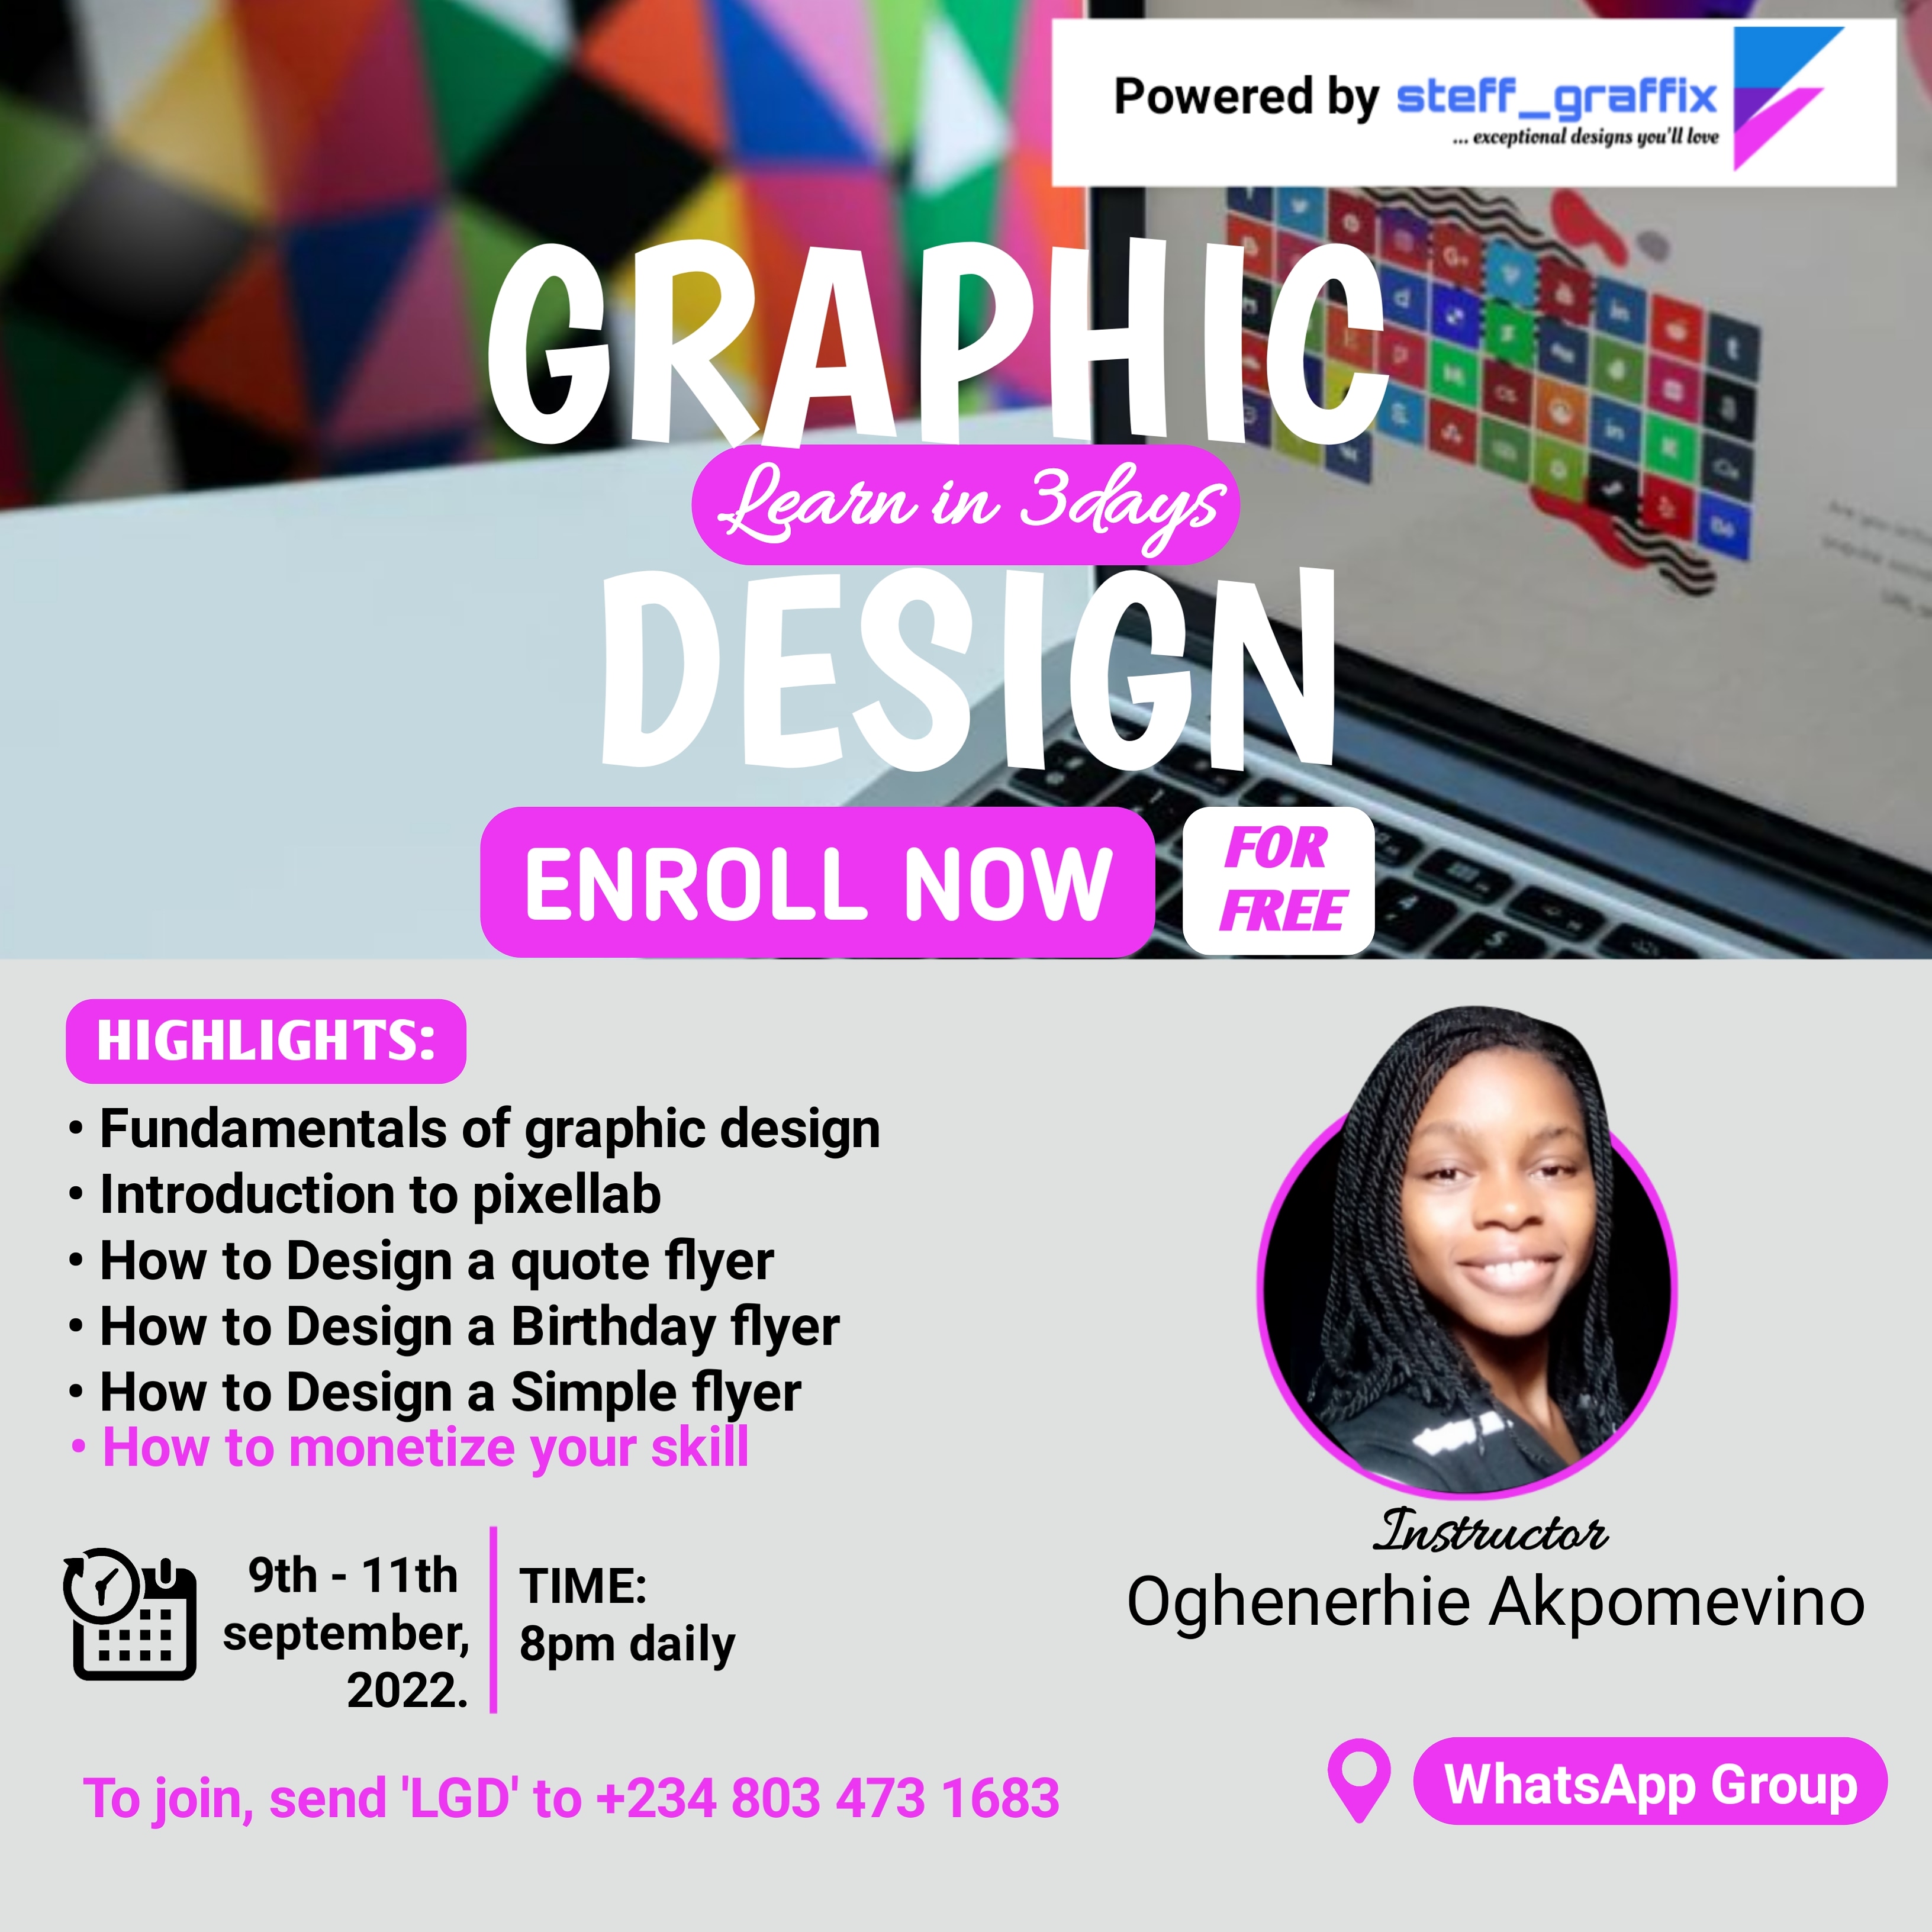 Powered by steff_graffix
... exceptional designs you'll love
GRAPHIC
Learn in 3days
DESIGN
ENROLL NOW
FOR
FREE
HIGHLIGHTS:
• Fundamentals of graphic design
• Introduction to pixellab
• How to Design a quote flyer
• How to Design a Birthday flyer
• How to Design a Simple flyer
• How to monetize your skill
9th - 11th
september,
2022.
TIME:
8pm daily
Instructor
Oghenerhie Akpomevino
To join, send 'LGD' to +234 803 473 1683
WhatsApp Group